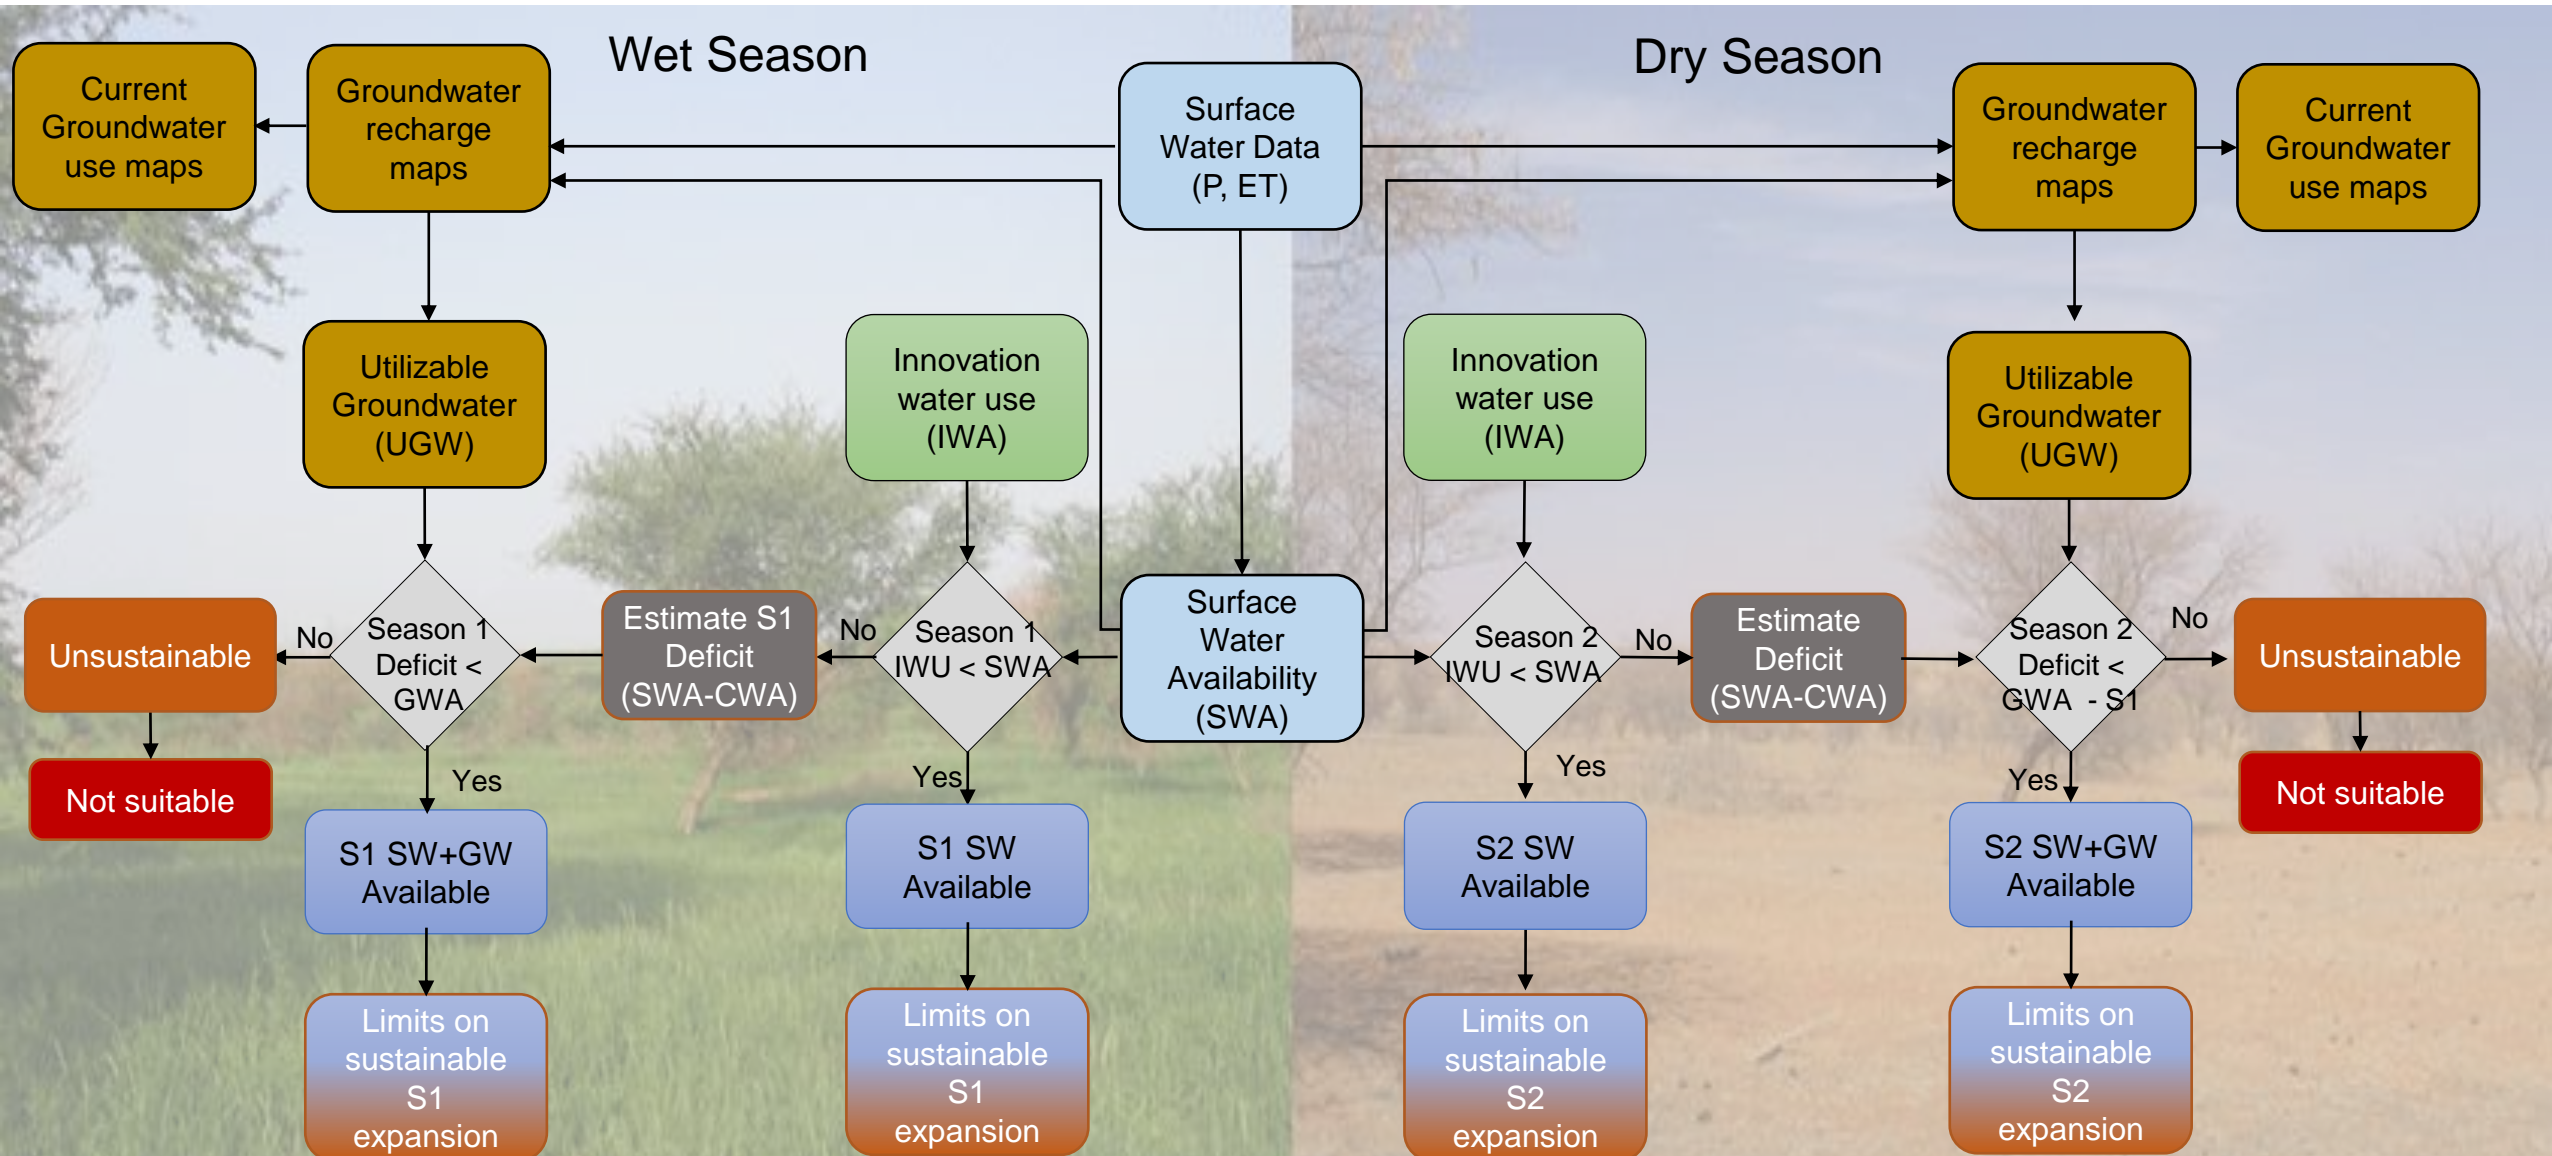 Wet Season
Dry Season
Current
Groundwater
use maps
Groundwater
recharge
maps
Surface
Water Data
(P, ET)
Groundwater
recharge
maps
Current
Groundwater
use maps
Utilizable
Groundwater
(UGW)
Innovation
water use
(IWA)
Innovation
water use
(IWA)
Utilizable
Groundwater
(UGW)
Unsustainable
No
Season 1
Deficit <
GWA
Estimate S1
Deficit
(SWA-CWA)
No
Season 1
IWU < SWA
Surface
Water
Availability
(SWA)
Season 2
IWU < SWA
No
Estimate
Deficit
(SWA-CWA)
Season 2
Deficit <
GWA - S1
No
Unsustainable
Not suitable
Yes
Yes
Yes
Yes
Not suitable
S1 SW+GW
Available
S1 SW
Available
S2 SW
Available
S2 SW+GW
Available
Limits on
sustainable
S1
expansion
Limits on
sustainable
S1
expansion
Limits on
sustainable
S2
expansion
Limits on
sustainable
S2
expansion